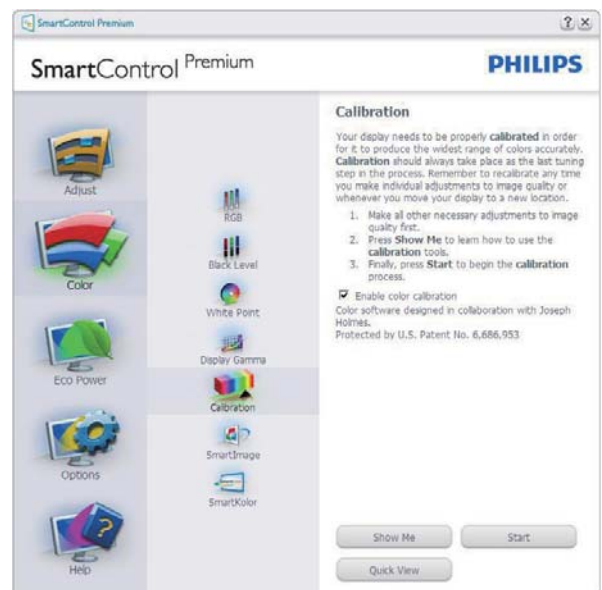 SmartControl Premium
SmartControl Premium
PHILIPS
Adjust
Color
Eco Power
Options
Help
RGB
Black Level
White Point
Display Gamma
Calibration
SmartImage
SmartKolor
Calibration
Your display needs to be properly calibrated in order
for it to produce the widest range of colors accurately.
Calibration should always take place as the last tuning
step in the process. Remember to recalibrate any time
you make individual adjustments to image quality or
whenever you move your display to a new location.
1. Make all other necessary adjustments to image
quality first.
2. Press Show Me to learn how to use the
calibration tools.
3. Finally, press Start to begin the calibration
process.
Enable color calibration
Color software designed in collaboration with Joseph
Holmes.
Protected by U.S. Patent No. 6,686,953
Show Me
Start
Quick View